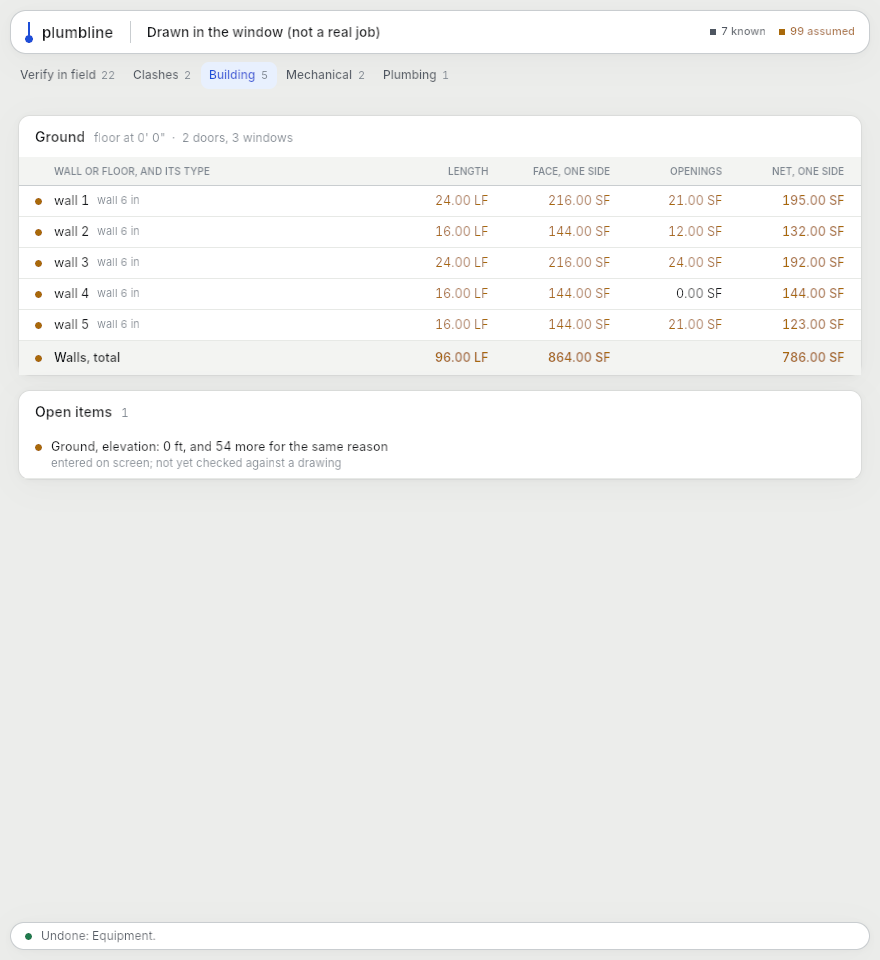 plumbline Drawn in the window (not a real job) 7 known 99 assumed
Verify in field 22 Clashes 2 Building 5 Mechanical 2 Plumbing 1
Ground floor at 0' 0" · 2 doors, 3 windows
WALL OR FLOOR, AND ITS TYPE LENGTH FACE, ONE SIDE OPENINGS NET, ONE SIDE
wall 1 wall 6 in 24.00 LF 216.00 SF 21.00 SF 195.00 SF
wall 2 wall 6 in 16.00 LF 144.00 SF 12.00 SF 132.00 SF
wall 3 wall 6 in 24.00 LF 216.00 SF 24.00 SF 192.00 SF
wall 4 wall 6 in 16.00 LF 144.00 SF 0.00 SF 144.00 SF
wall 5 wall 6 in 16.00 LF 144.00 SF 21.00 SF 123.00 SF
Walls, total 96.00 LF 864.00 SF 786.00 SF
Open items 1
Ground, elevation: 0 ft, and 54 more for the same reason
entered on screen; not yet checked against a drawing
Undone: Equipment.